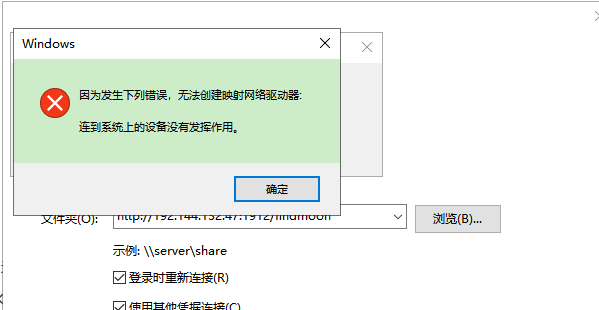 Windows
因为发生下列错误，无法创建映射网络驱动器:
连到系统上的设备没有发挥作用。
确定
文件夹(O):
http://192.144.132.47:1912/lindmoon
浏览(B)...
示例: \\server\share
登录时重新连接(R)
使用其他凭据连接(C)